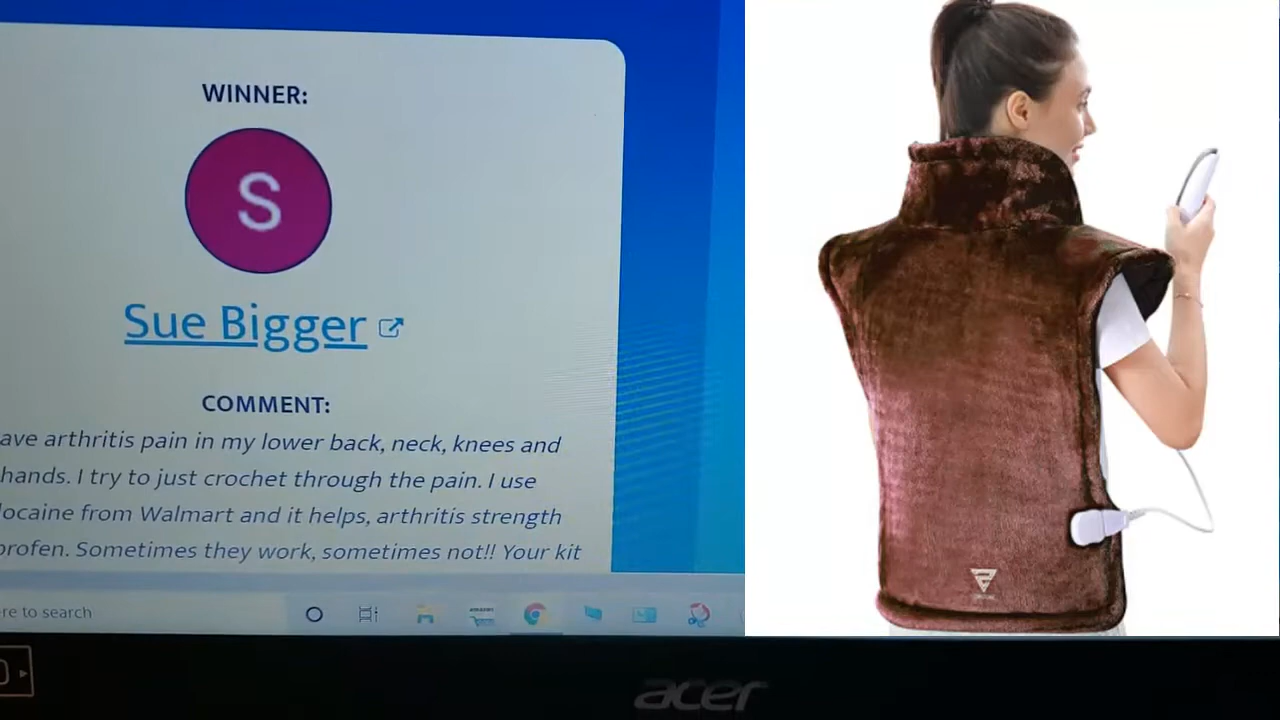 WINNER:
S
Sue Bigger
COMMENT:
ave arthritis pain in my lower back, neck, knees and
hands. I try to just crochet through the pain. I use
locaine from Walmart and it helps, arthritis strength
profen. Sometimes they work, sometimes not!! Your kit
re to search
acer